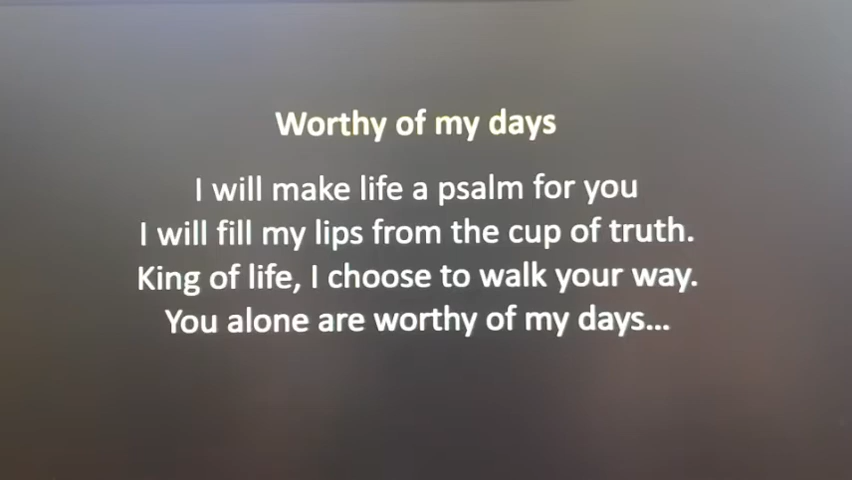 Worthy of my days
I will make life a psalm for you
I will fill my lips from the cup of truth.
King of life, I choose to walk your way.
You alone are worthy of my days...